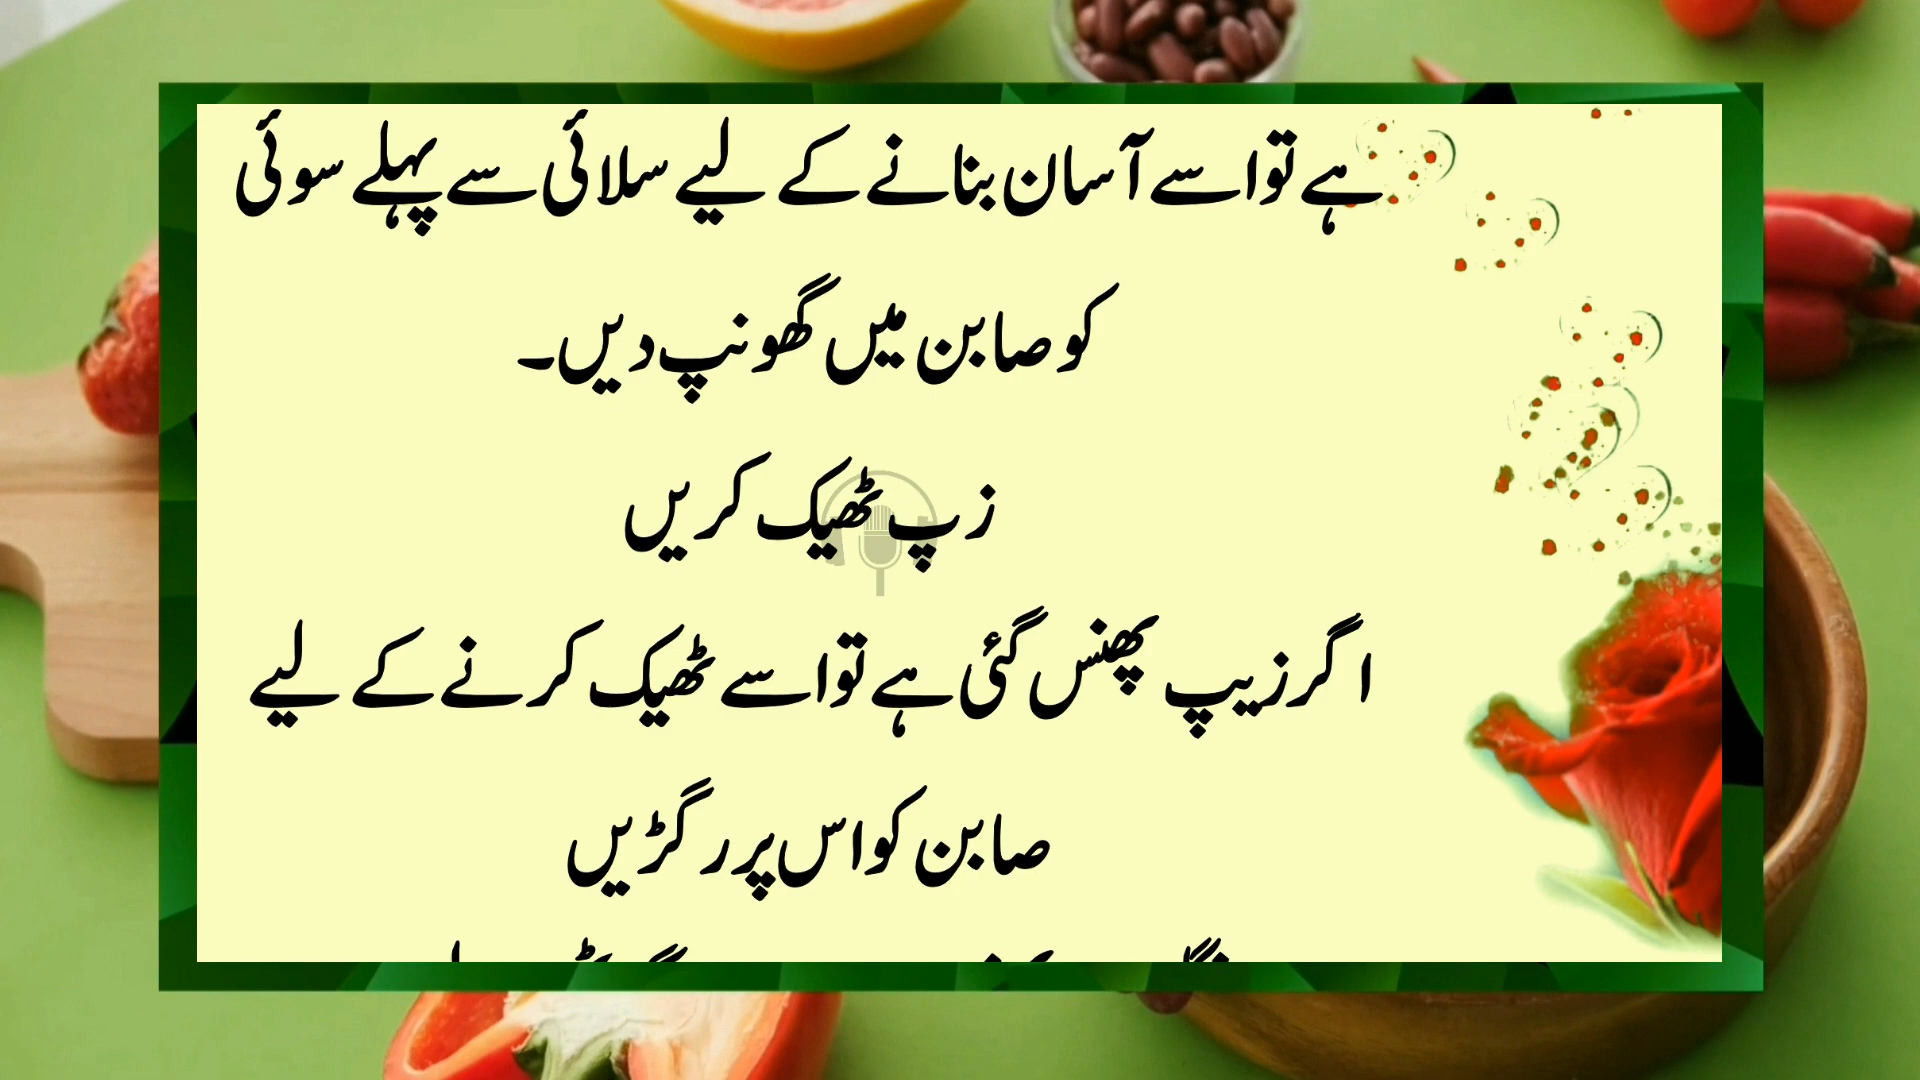 ہے تو اسے آسان بنانے کے لیے سلائی سے پہلے سوئی
کو صابن میں گھونپ دیں۔
زپ ٹھیک کریں
اگر زیپ پھنس گئی ہے تو اسے ٹھیک کرنے کے لیے
صابن کو اس پر رگڑیں